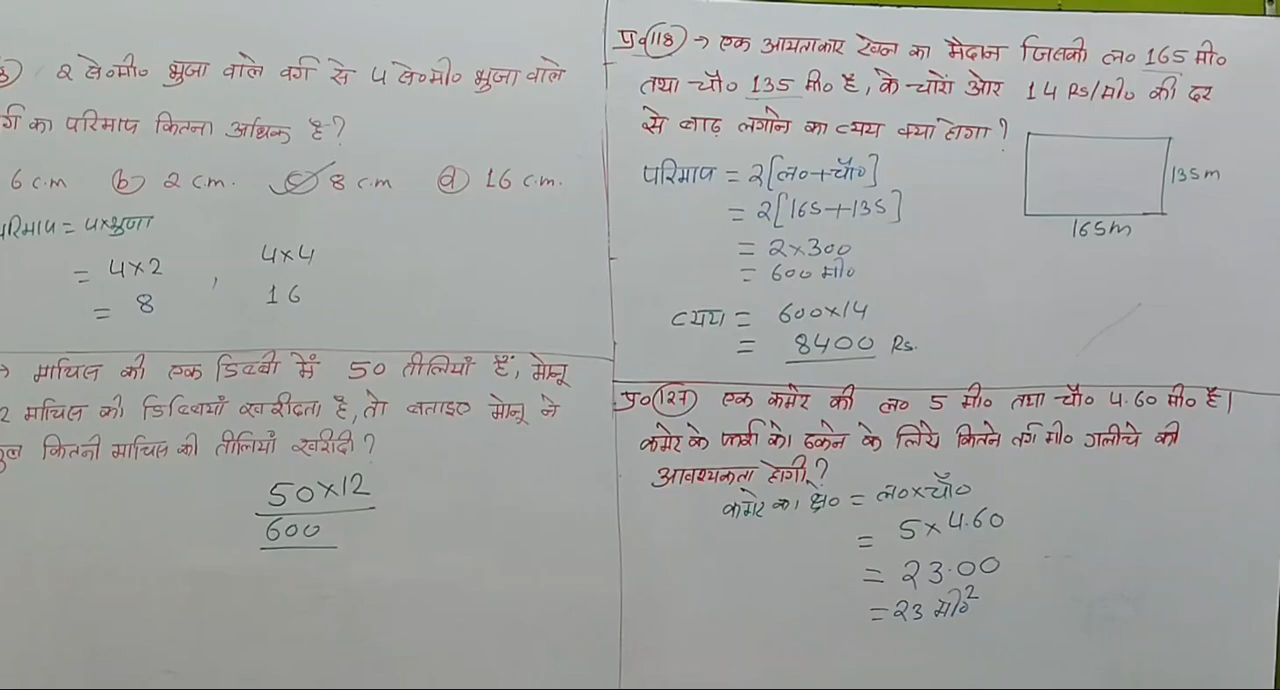 2 से०मी० भुजा वाले वर्ग से 4 से०मी० भुजा वाले
र्ग का परिमाप कितना अधिक है?
6 c.m (b) 2 cm. (c) 8 c.m (d) 16 c.m.
परिमाप = 4×भुजा
= 4×2 , 4×4
= 8 16
→ माचिस की एक डिब्बी में 50 तीलियाँ हैं, मोनू
2 माचिस की डिब्बियाँ खरीदता है, तो बताइए मोनू ने
कुल कितनी माचिस की तीलियाँ खरीदी?
50×12
600
प्र०(118) → एक आयताकार खेल का मैदान जिसकी ल० 165 मी०
तथा चौ० 135 मी० है, के चारों ओर 14 Rs/मी० की दर
से बाढ़ लगाने का व्यय क्या होगा?
135m
165m
परिमाप = 2[ल०+चौ०]
= 2[165+135]
= 2×300
= 600 मी०
व्यय = 600×14
= 8400 Rs.
प्र०(127) एक कमरे की ल० 5 मी० तथा चौ० 4.60 मी० है।
कमरे के फर्श को ढकने के लिये कितने वर्ग मी० गलीचे की
आवश्यकता होगी?
कमरे का क्षे० = ल०×चौ०
= 5×4.60
= 23.00
= 23 मी०²